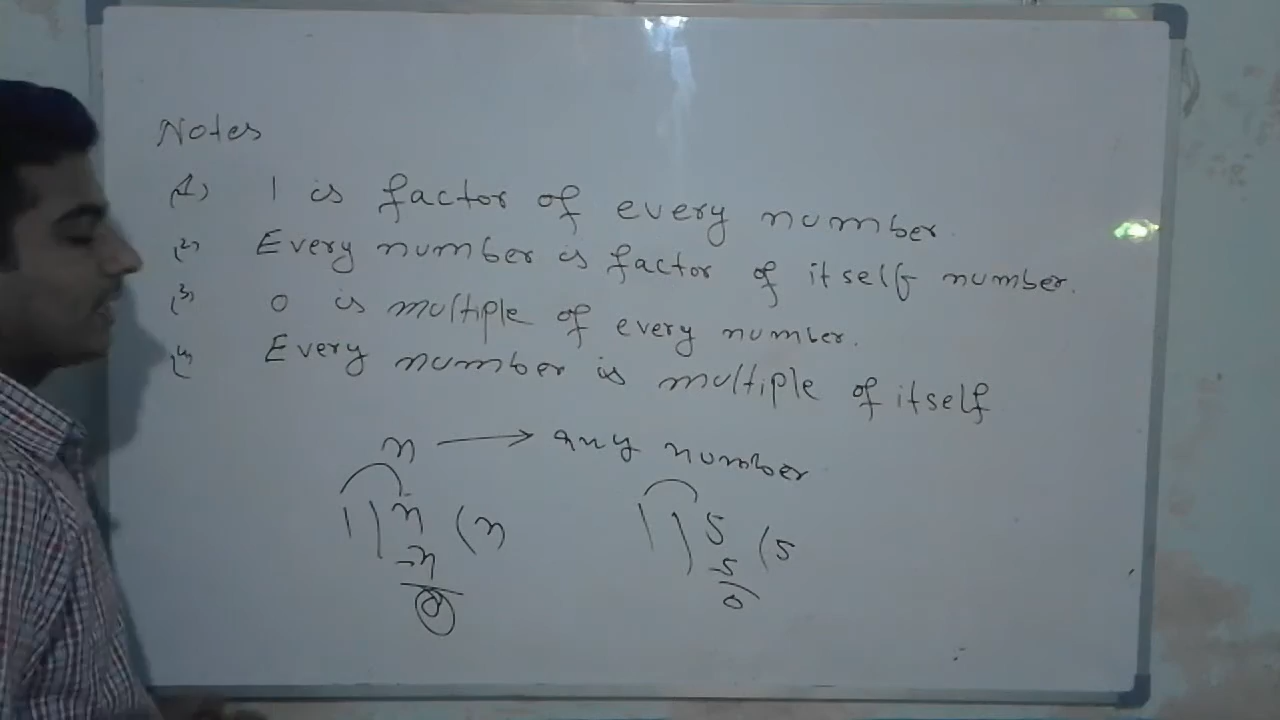 Notes
(1) 1 is factor of every number
(2) Every number is factor of itself number.
(3) 0 is multiple of every number.
(4) Every number is multiple of itself
n → any number
1)n(n 1)5(5
-n -5
0 0